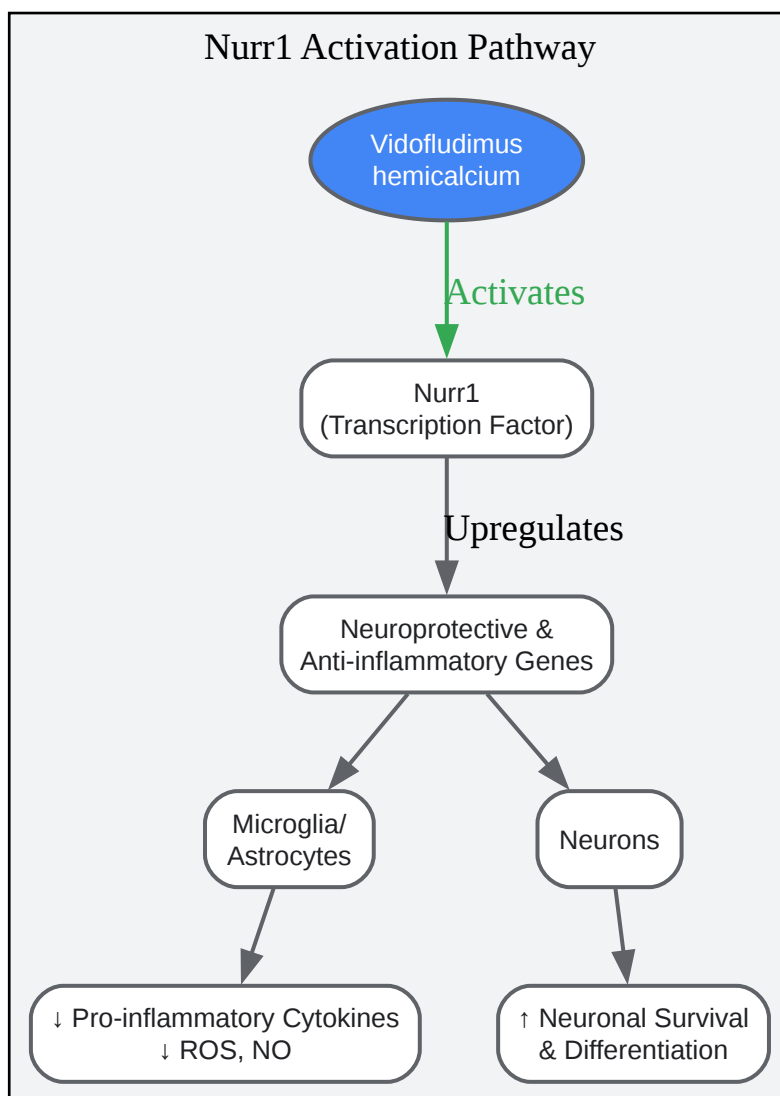 Nurr1 Activation Pathway
Vidofludimus
hemicalcium
Activates
Nurr1
(Transcription Factor)
Upregulates
Neuroprotective &
Anti-inflammatory Genes
Microglia/
Astrocytes
Neurons
↓ Pro-inflammatory Cytokines
↓ ROS, NO
↑ Neuronal Survival
& Differentiation